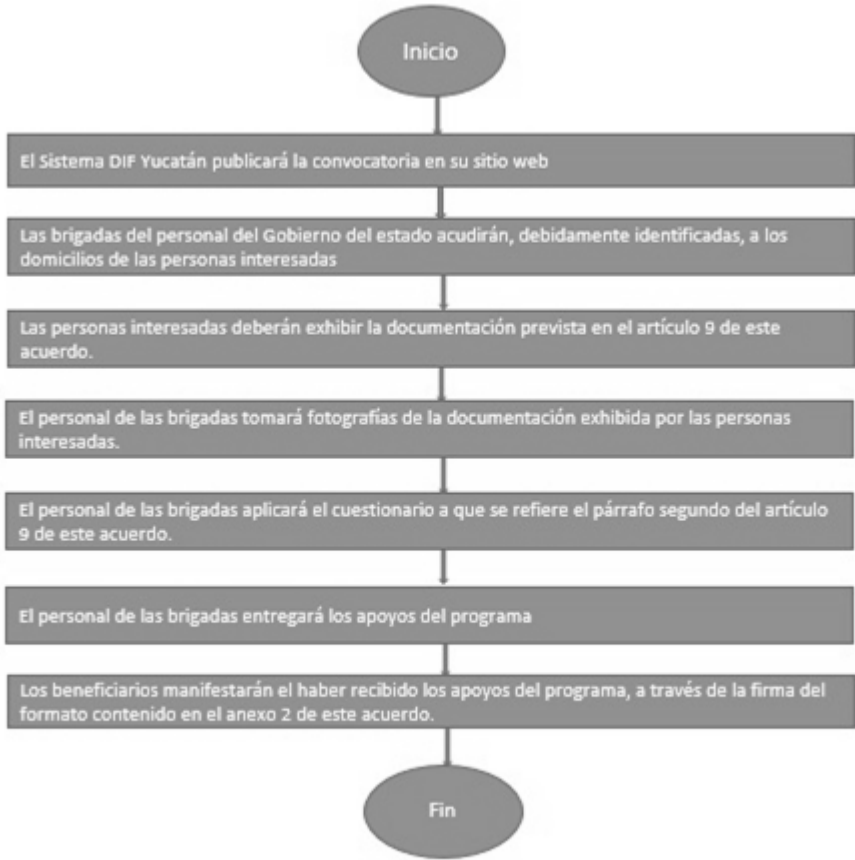 Inicio
El Sistema DIF Yucatán publicará la convocatoria en su sitio web
Las brigadas del personal del Gobierno del estado acudirán, debidamente identificadas, a los
domicilios de las personas interesadas
Las personas interesadas deberán exhibir la documentación prevista en el artículo 9 de este
acuerdo.
El personal de las brigadas tomará fotografías de la documentación exhibida por las personas
interesadas.
El personal de las brigadas aplicará el cuestionario a que se refiere el párrafo segundo del artículo
9 de este acuerdo.
El personal de las brigadas entregará los apoyos del programa
Los beneficiarios manifestarán el haber recibido los apoyos del programa, a través de la firma del
formato contenido en el anexo 2 de este acuerdo.
Fin